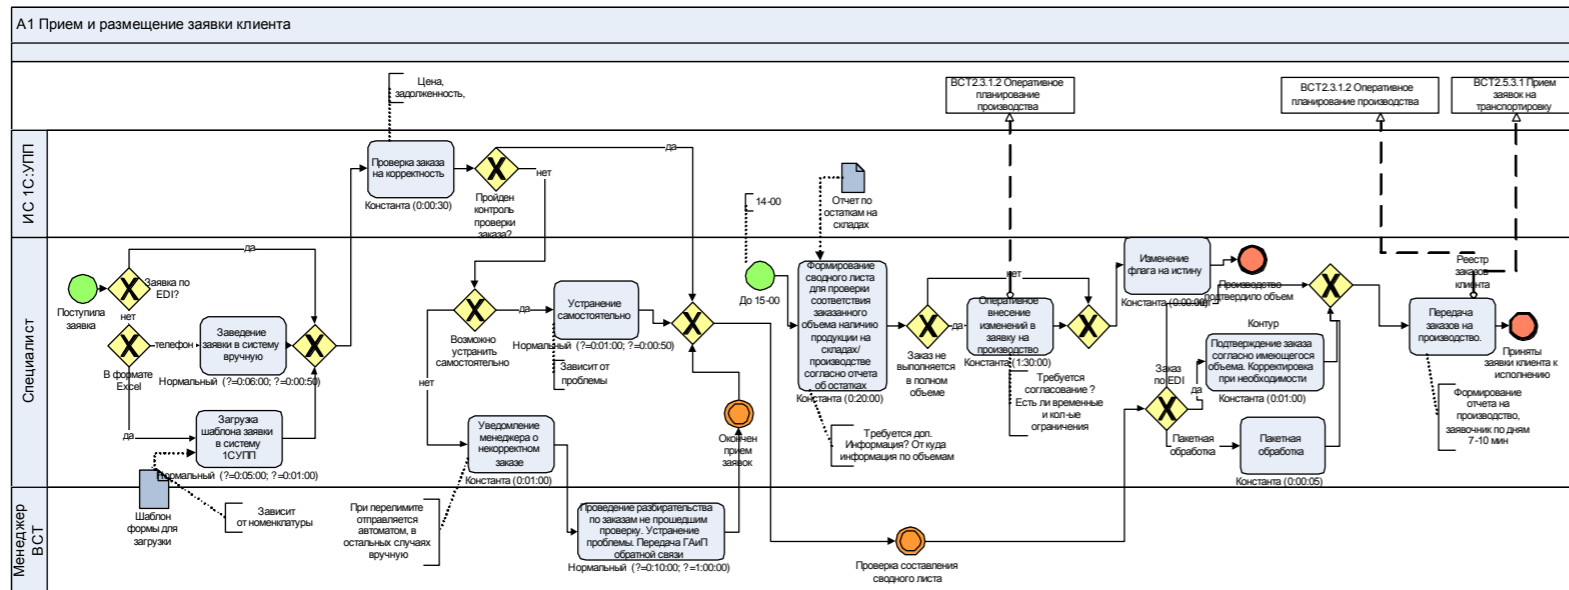 А1 Прием и размещение заявки клиента
Цена,
задолженность,
ВСТ2.3.1.2 Оперативное
планирование
производства
ВСТ2.3.1.2 Оперативное
планирование производства
ВСТ2.5.3.1 Прием
заявок на
транспортировку
ИС 1С:УПП
Проверка заказа
на корректность
Константа (0:00:30)
да
нет
Пройден
контроль
проверки
заказа?
14-00
Отчет по
остаткам на
складах
Специалист
Поступила
заявка
да
Заявка по
EDI?
нет
телефон
В формате
Excel
да
Заведение
заявки в систему
вручную
Нормальный (?=0:06:00; ?=0:00:50)
Загрузка
шаблона заявки
в систему
1СУПП
Нормальный (?=0:05:00; ?=0:01:00)
Возможно
устранить
самостоятельно
да
нет
Устранение
самостоятельно
Нормальный (?=0:01:00; ?=0:00:50)
Зависит от
проблемы
Уведомление
менеджера о
некорректном
заказе
Константа (0:01:00)
Окончен
прием
заявок
До 15-00
Формирование
сводного листа
для проверки
соответствия
заказанного
объема наличию
продукции на
складах/
производстве
согласно отчета
об остатках
Константа (0:20:00)
Требуется доп.
Информация? От куда
информация по объемам
нет
да
Заказ не
выполняется
в полном
объеме
Оперативное
внесение
изменений в
заявку на
производство
Константа (1:30:00)
Требуется
согласование ?
Есть ли временные
и кол-ые
ограничения
Изменение
флага на истину
Константа (0:00:00)
Производство
подтвердило объем
Заказ
по EDI
да
Контур
Подтверждение заказа
согласно имеющегося
объема. Корректировка
при необходимости
Константа (0:01:00)
Пакетная
обработка
Пакетная
обработка
Константа (0:00:05)
Реестр
заказов
клиента
Передача
заказов на
производство.
Приняты
заявки клиента к
исполнению
Формирование
отчета на
производство,
заявочник по дням
7-10 мин
Менеджер
ВСТ
Шаблон
формы для
загрузки
Зависит
от номенклатуры
При перелимите
отправляется
автоматом, в
остальных случаях
вручную
Проведение разбирательства
по заказам не прошедшим
проверку. Устранение
проблемы. Передача ГАиП
обратной связи
Нормальный (?=0:10:00; ?=1:00:00)
Проверка составления
сводного листа